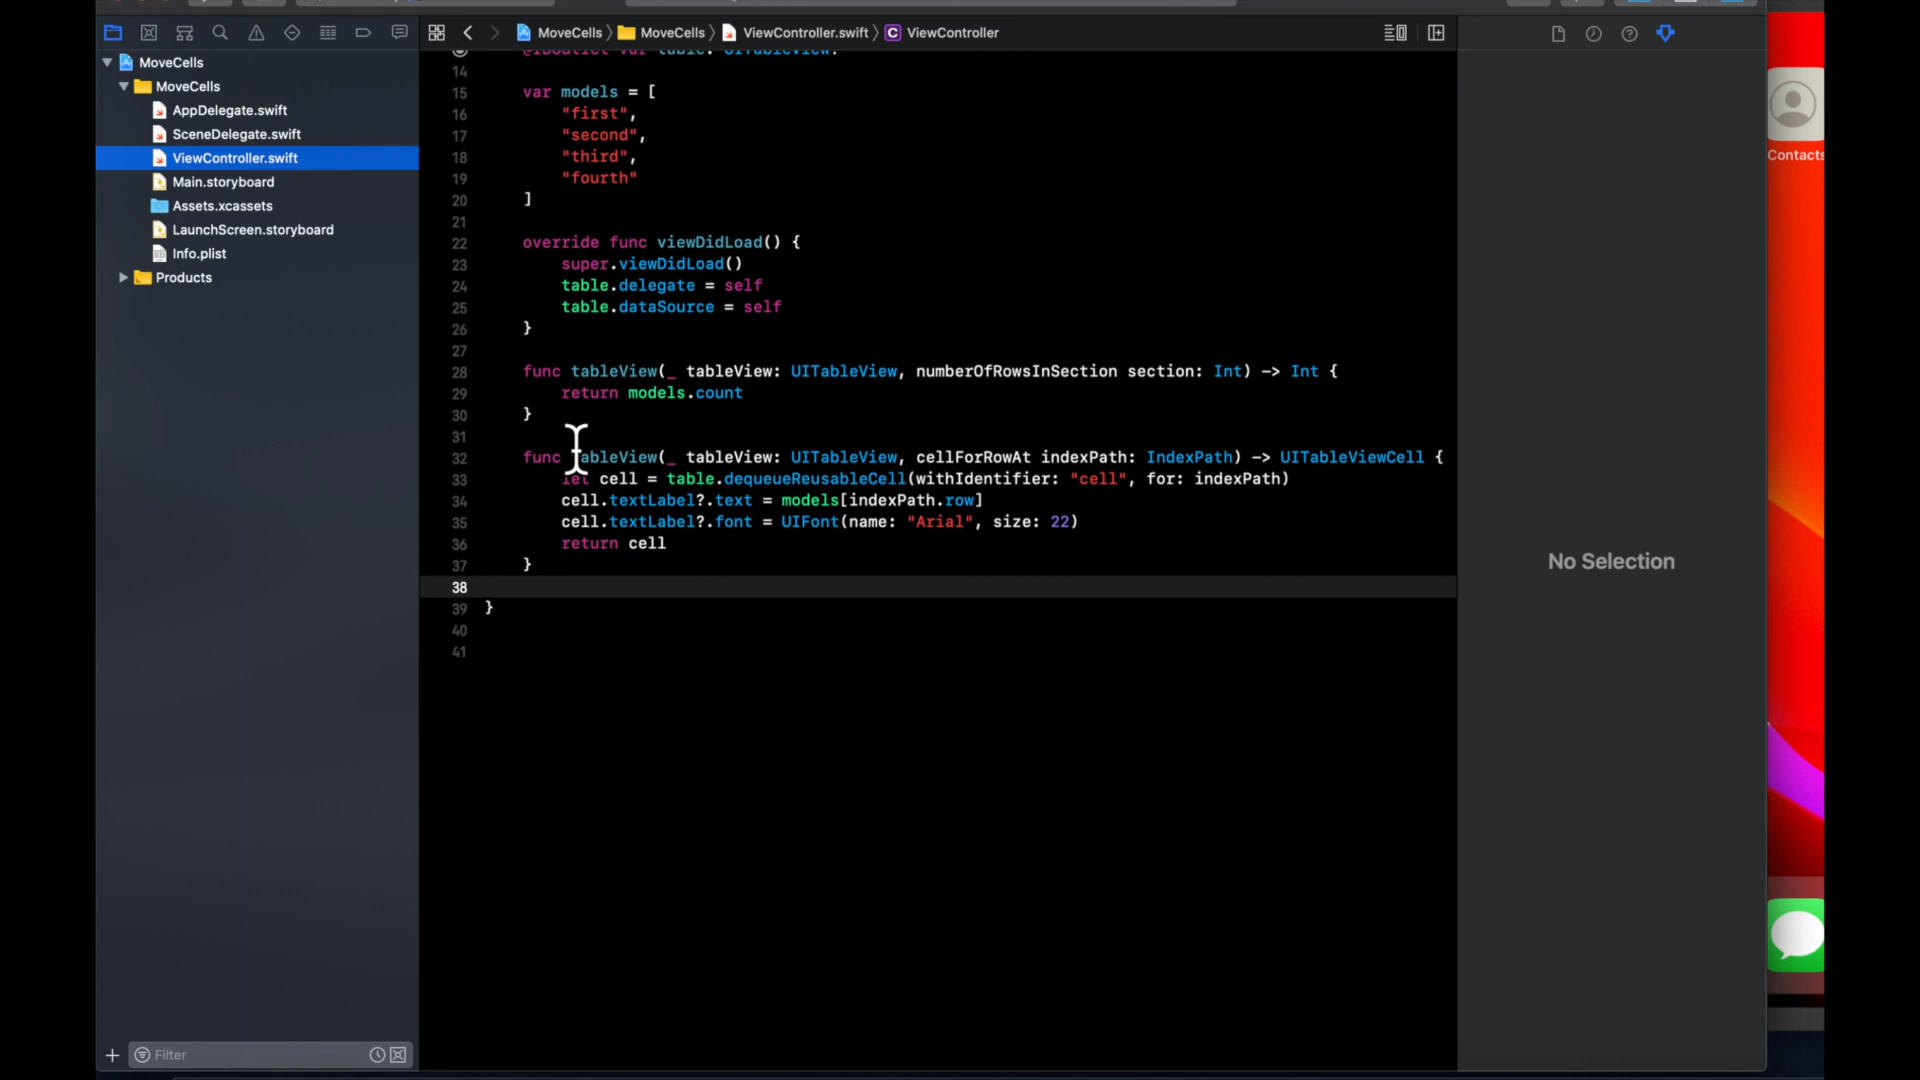 MoveCells
MoveCells
ViewController.swift
ViewController
MoveCells
MoveCells
AppDelegate.swift
SceneDelegate.swift
ViewController.swift
Main.storyboard
Assets.xcassets
LaunchScreen.storyboard
Info.plist
Products
@IBOutlet var table: UITableView!
14
15 var models = [
16 "first",
17 "second",
18 "third",
19 "fourth"
20 ]
21
22 override func viewDidLoad() {
23 super.viewDidLoad()
24 table.delegate = self
25 table.dataSource = self
26 }
27
28 func tableView(_ tableView: UITableView, numberOfRowsInSection section: Int) -> Int {
29 return models.count
30 }
31
32 func tableView(_ tableView: UITableView, cellForRowAt indexPath: IndexPath) -> UITableViewCell {
33 let cell = table.dequeueReusableCell(withIdentifier: "cell", for: indexPath)
34 cell.textLabel?.text = models[indexPath.row]
35 cell.textLabel?.font = UIFont(name: "Arial", size: 22)
36 return cell
37 }
38
39 }
40
41
No Selection
Contacts
Filter